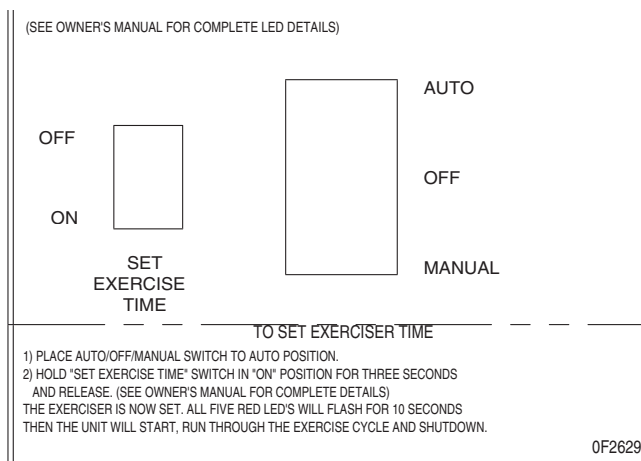 (SEE OWNER'S MANUAL FOR COMPLETE LED DETAILS)
AUTO
OFF
OFF
ON
SET
EXERCISE
TIME
MANUAL
TO SET EXERCISER TIME
1) PLACE AUTO/OFF/MANUAL SWITCH TO AUTO POSITION.
2) HOLD "SET EXERCISE TIME" SWITCH IN "ON" POSITION FOR THREE SECONDS
AND RELEASE. (SEE OWNER'S MANUAL FOR COMPLETE DETAILS)
THE EXERCISER IS NOW SET. ALL FIVE RED LED'S WILL FLASH FOR 10 SECONDS
THEN THE UNIT WILL START, RUN THROUGH THE EXERCISE CYCLE AND SHUTDOWN.
0F2629